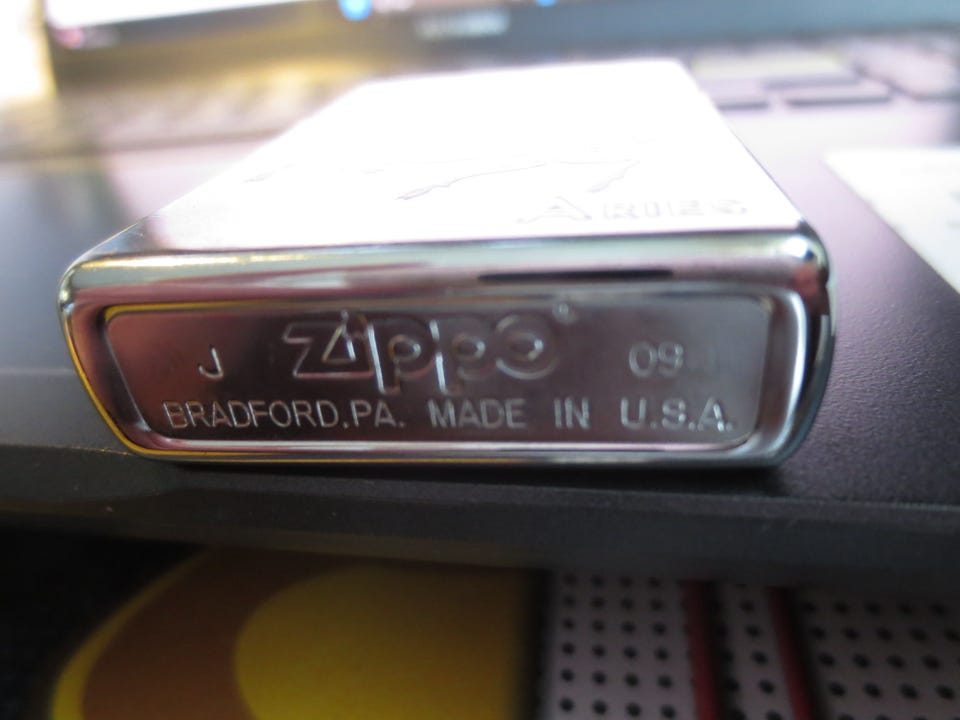 ARIES
J Zippo® 09
BRADFORD, PA. MADE IN U.S.A.